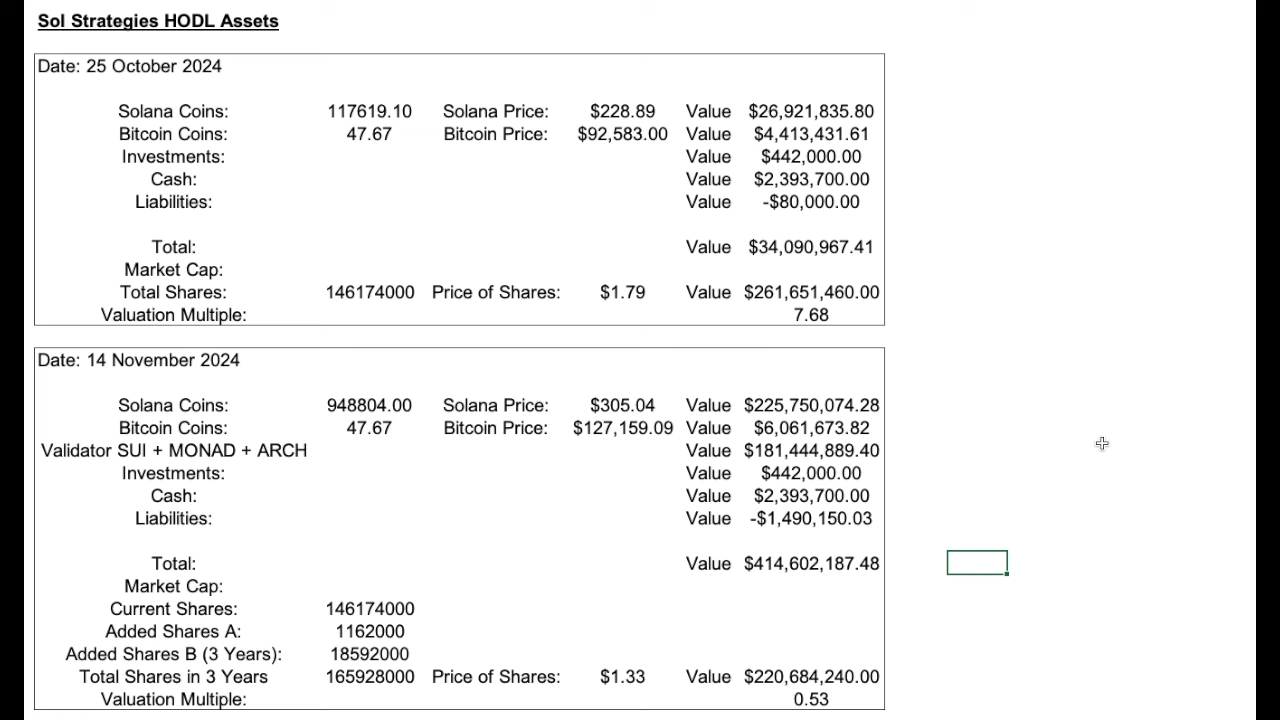 Sol Strategies HODL Assets
Date: 25 October 2024
Solana Coins: 117619.10 Solana Price: $228.89 Value $26,921,835.80
Bitcoin Coins: 47.67 Bitcoin Price: $92,583.00 Value $4,413,431.61
Investments: Value $442,000.00
Cash: Value $2,393,700.00
Liabilities: Value -$80,000.00
Total: Value $34,090,967.41
Market Cap:
Total Shares: 146174000 Price of Shares: $1.79 Value $261,651,460.00
Valuation Multiple: 7.68
Date: 14 November 2024
Solana Coins: 948804.00 Solana Price: $305.04 Value $225,750,074.28
Bitcoin Coins: 47.67 Bitcoin Price: $127,159.09 Value $6,061,673.82
Validator SUI + MONAD + ARCH Value $181,444,889.40
Investments: Value $442,000.00
Cash: Value $2,393,700.00
Liabilities: Value -$1,490,150.03
Total: Value $414,602,187.48
Market Cap:
Current Shares: 146174000
Added Shares A: 1162000
Added Shares B (3 Years): 18592000
Total Shares in 3 Years 165928000 Price of Shares: $1.33 Value $220,684,240.00
Valuation Multiple: 0.53